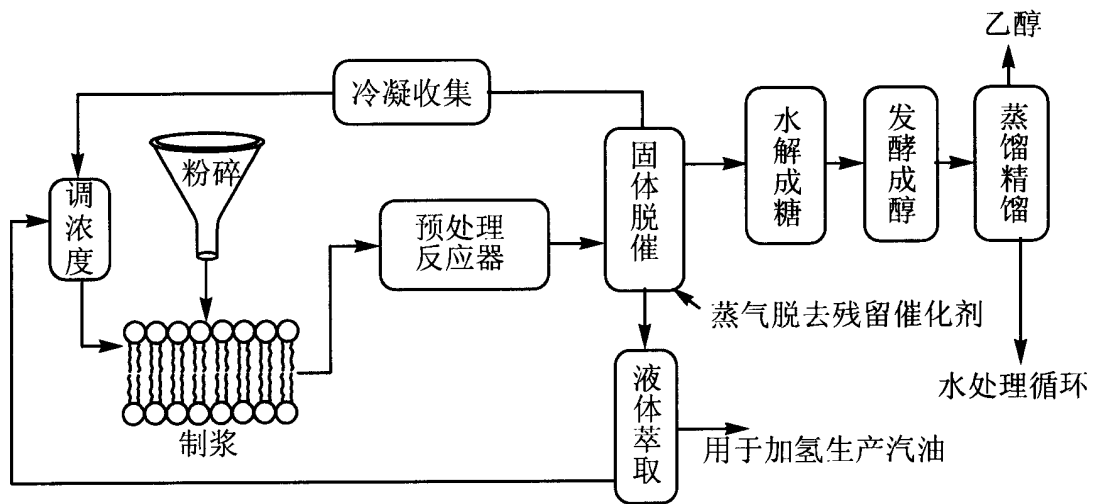 乙醇
冷凝收集
粉碎
调浓度
预处理
反应器
固体脱催
水解成糖
发酵成醇
蒸馏精馏
蒸气脱去残留催化剂
水处理循环
液体萃取
制浆
用于加氢生产汽油